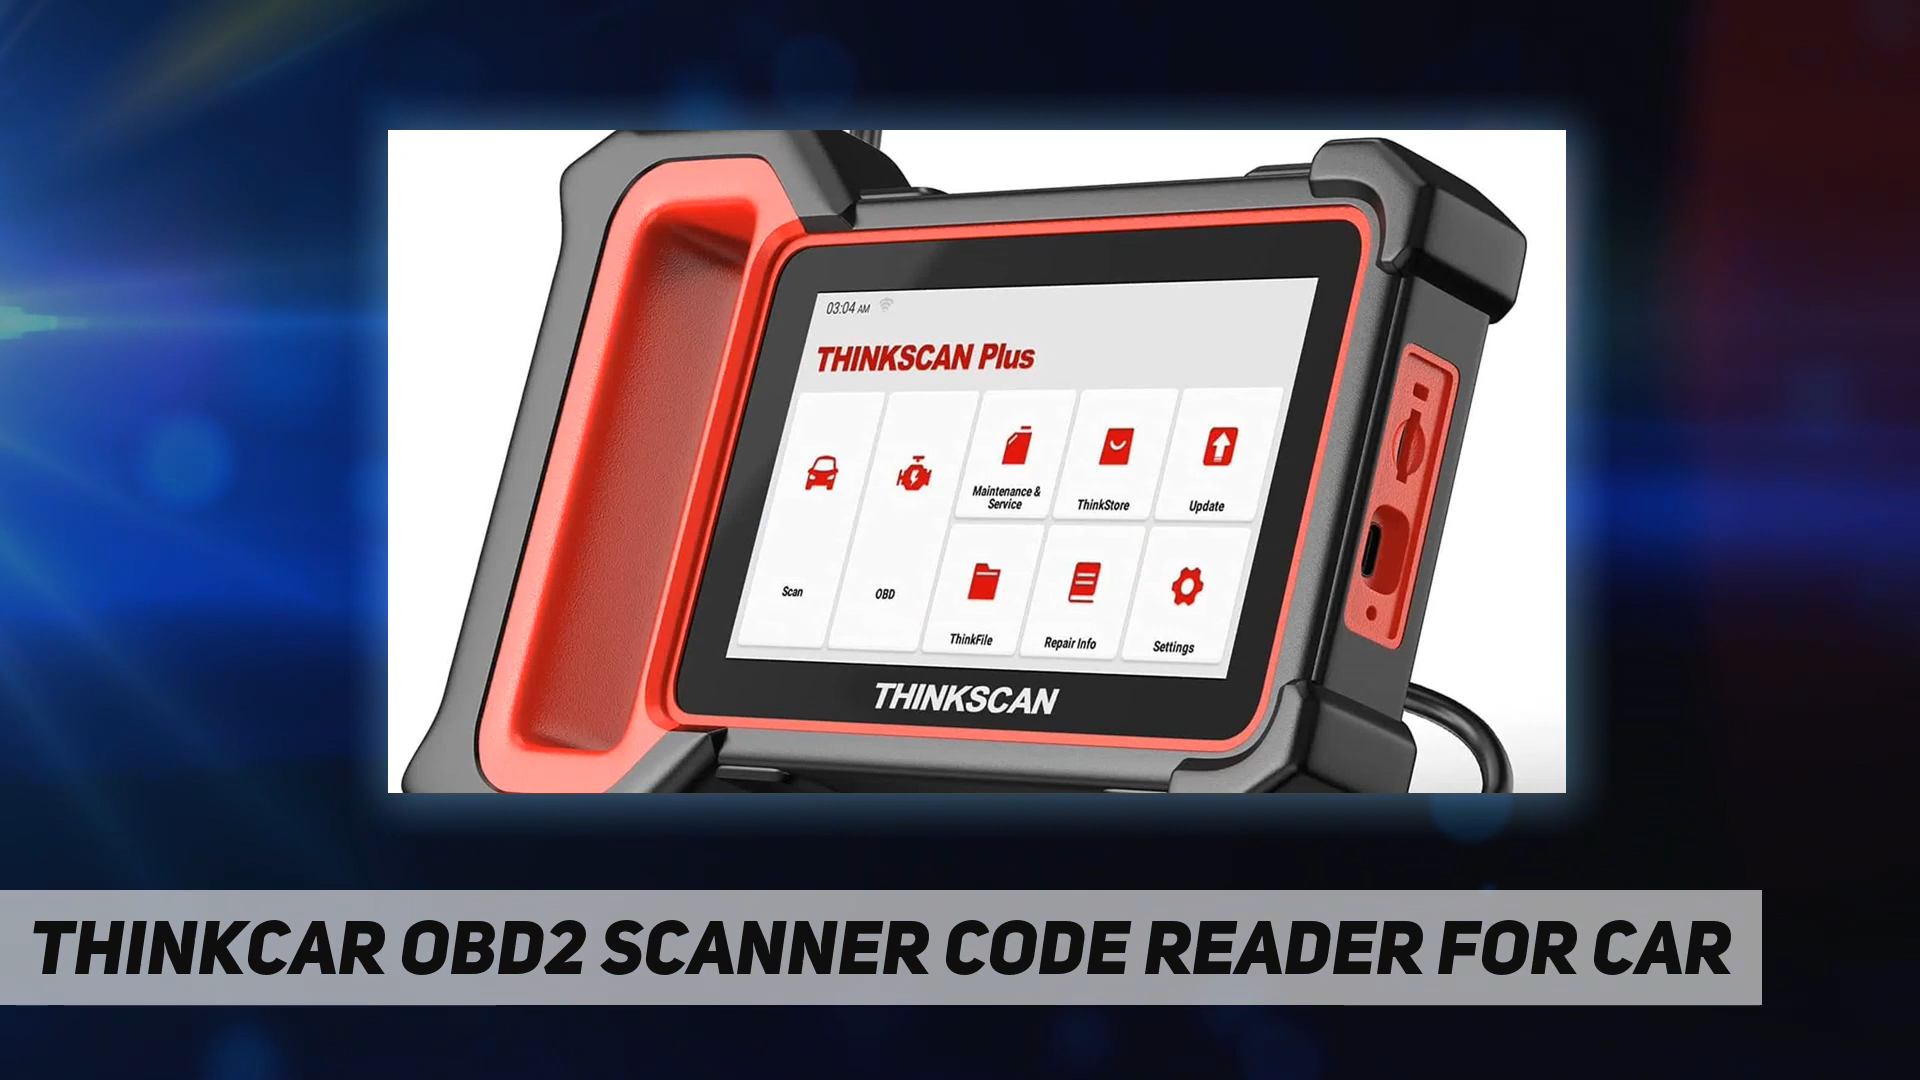 03:04 AM
THINKSCAN Plus
Scan
OBD
Maintenance &
Service
ThinkStore
Update
ThinkFile
Repair Info
Settings
THINKSCAN
THINKCAR OBD2 SCANNER CODE READER FOR CAR